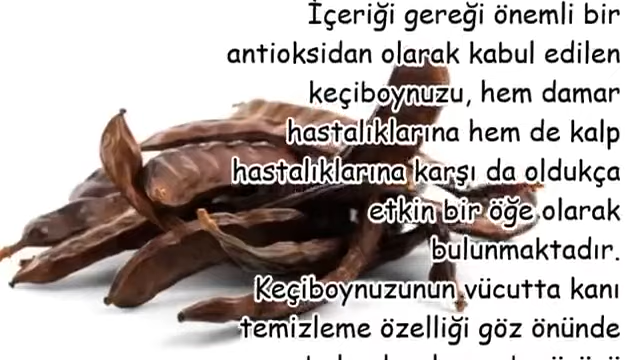 İçeriği gereği önemli bir
antioksidan olarak kabul edilen
keçiboynuzu, hem damar
hastalıklarına hem de kalp
hastalıklarına karşı da oldukça
etkin bir öğe olarak
bulunmaktadır.
Keçiboynuzunun vücutta kanı
temizleme özelliği göz önünde